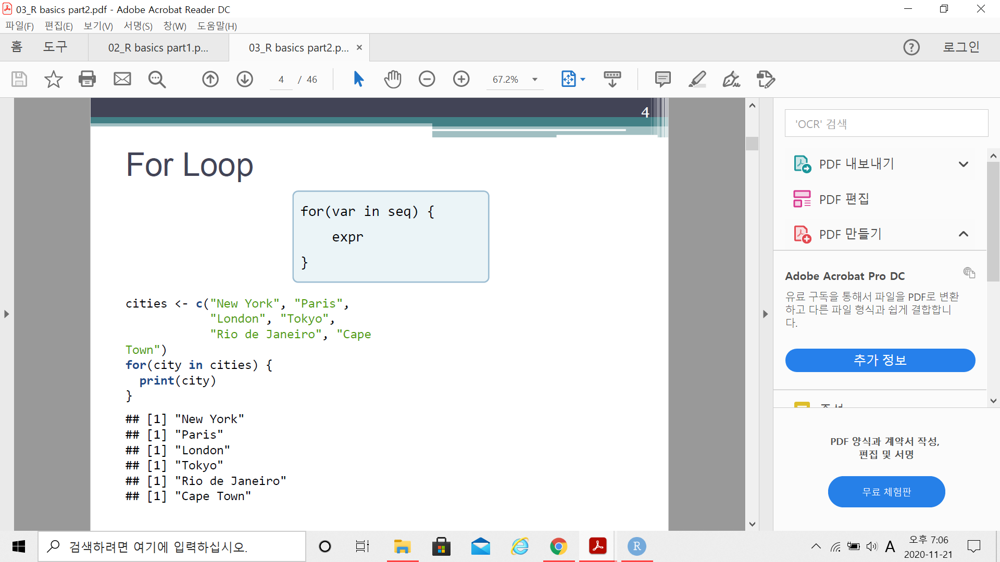 03_R basics part2.pdf - Adobe Acrobat Reader DC
파일(F) 편집(E) 보기(V) 서명(S) 창(W) 도움말(H)
홈 도구 02_R basics part1.p... 03_R basics part2.p... × ? 로그인
4 / 46 67.2%
4
For Loop
for(var in seq) {
expr
}
cities <- c("New York", "Paris",
"London", "Tokyo",
"Rio de Janeiro", "Cape
Town")
for(city in cities) {
print(city)
}
## [1] "New York"
## [1] "Paris"
## [1] "London"
## [1] "Tokyo"
## [1] "Rio de Janeiro"
## [1] "Cape Town"
'OCR' 검색
PDF 내보내기
PDF 편집
PDF 만들기
Adobe Acrobat Pro DC
유료 구독을 통해서 파일을 PDF로 변환
하고 다른 파일 형식과 쉽게 결합합니
다.
추가 정보
PDF 양식과 계약서 작성,
편집 및 서명
무료 체험판
검색하려면 여기에 입력하십시오.
R
A
오후 7:06
2020-11-21